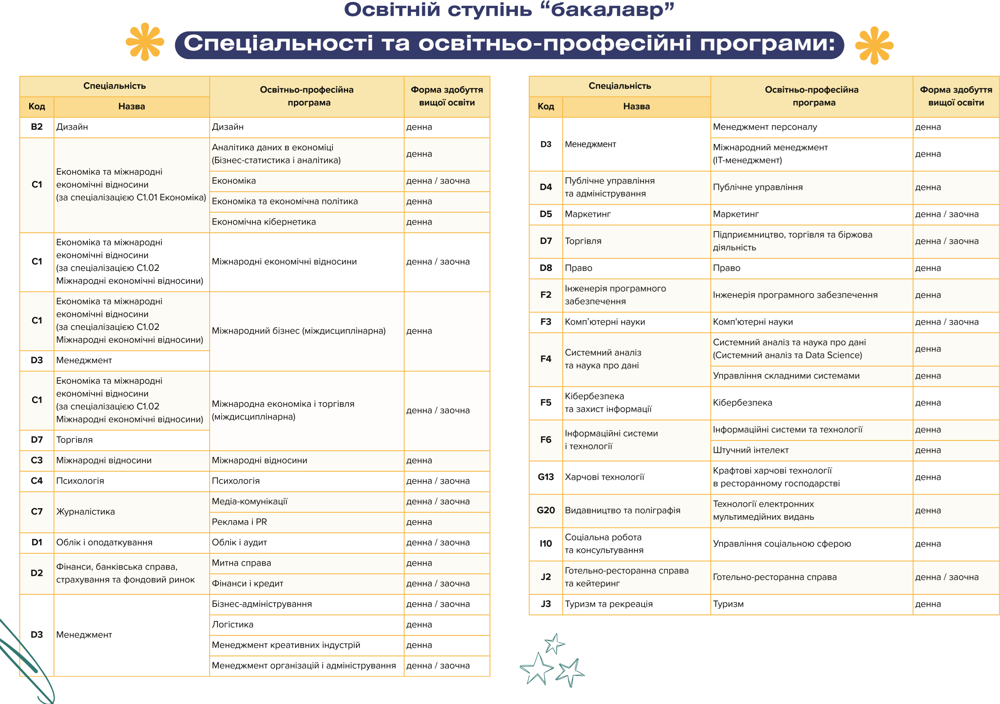 Освітній ступінь “бакалавр”
Спеціальності та освітньо-професійні програми:
Спеціальність
Освітньо-професійна
програма
Форма здобуття
вищої освіти
Код
Назва
B2
Дизайн
Дизайн
денна
C1
Економіка та міжнародні
економічні відносини
(за спеціалізацією C1.01 Економіка)
Аналітика даних в економіці
(Бізнес-статистика і аналітика)
денна
Економіка
денна / заочна
Економіка та економічна політика
денна
Економічна кібернетика
денна
C1
Економіка та міжнародні
економічні відносини
(за спеціалізацією C1.02
Міжнародні економічні відносини)
Міжнародні економічні відносини
денна / заочна
C1
Економіка та міжнародні
економічні відносини
(за спеціалізацією C1.02
Міжнародні економічні відносини)
Міжнародний бізнес (міждисциплінарна)
денна
D3
Менеджмент
C1
Економіка та міжнародні
економічні відносини
(за спеціалізацією C1.02
Міжнародні економічні відносини)
Міжнародна економіка і торгівля
(міждисциплінарна)
денна / заочна
D7
Торгівля
C3
Міжнародні відносини
Міжнародні відносини
денна
C4
Психологія
Психологія
денна / заочна
C7
Журналістика
Медіа-комунікації
денна / заочна
Реклама і PR
денна
D1
Облік і оподаткування
Облік і аудит
денна / заочна
D2
Фінанси, банківська справа,
страхування та фондовий ринок
Митна справа
денна
Фінанси і кредит
денна / заочна
D3
Менеджмент
Бізнес-адміністрування
денна / заочна
Логістика
денна
Менеджмент креативних індустрій
денна
Менеджмент організацій і адміністрування
денна / заочна
Спеціальність
Освітньо-професійна
програма
Форма здобуття
вищої освіти
Код
Назва
D3
Менеджмент
Менеджмент персоналу
денна
Міжнародний менеджмент
(ІТ-менеджмент)
денна
D4
Публічне управління
та адміністрування
Публічне управління
денна
D5
Маркетинг
Маркетинг
денна / заочна
D7
Торгівля
Підприємництво, торгівля та біржова
діяльність
денна / заочна
D8
Право
Право
денна
F2
Інженерія програмного
забезпечення
Інженерія програмного забезпечення
денна
F3
Комп’ютерні науки
Комп'ютерні науки
денна / заочна
F4
Системний аналіз
та наука про дані
Системний аналіз та наука про дані
(Системний аналіз та Data Science)
денна
Управління складними системами
денна
F5
Кібербезпека
та захист інформації
Кібербезпека
денна
F6
Інформаційні системи
і технології
Інформаційні системи та технології
денна
Штучний інтелект
денна
G13
Харчові технології
Крафтові харчові технології
в ресторанному господарстві
денна
G20
Видавництво та поліграфія
Технології електронних
мультимедійних видань
денна
I10
Соціальна робота
та консультування
Управління соціальною сферою
денна
J2
Готельно-ресторанна справа
та кейтеринг
Готельно-ресторанна справа
денна / заочна
J3
Туризм та рекреація
Туризм
денна